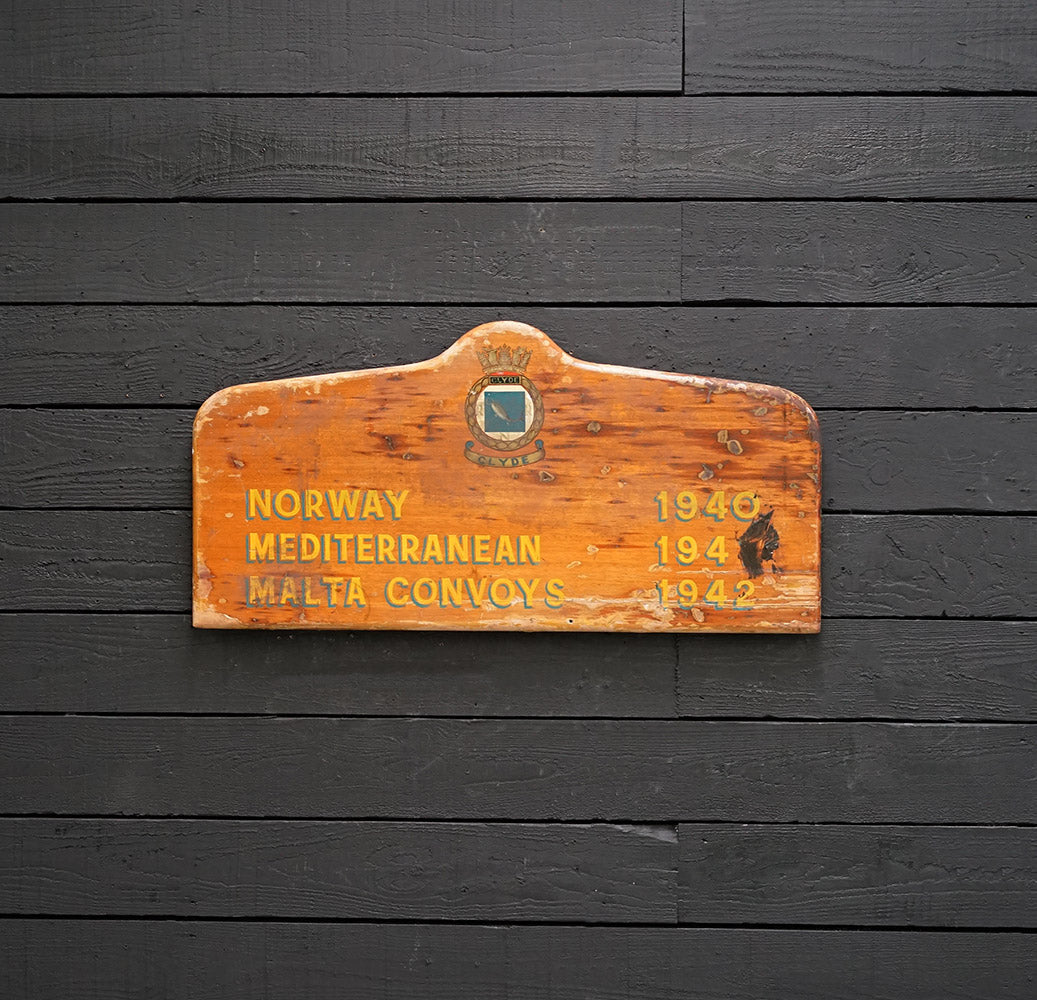 CLYDE
CLYDE
NORWAY 1940
MEDITERRANEAN 194
MALTA CONVOYS 1942